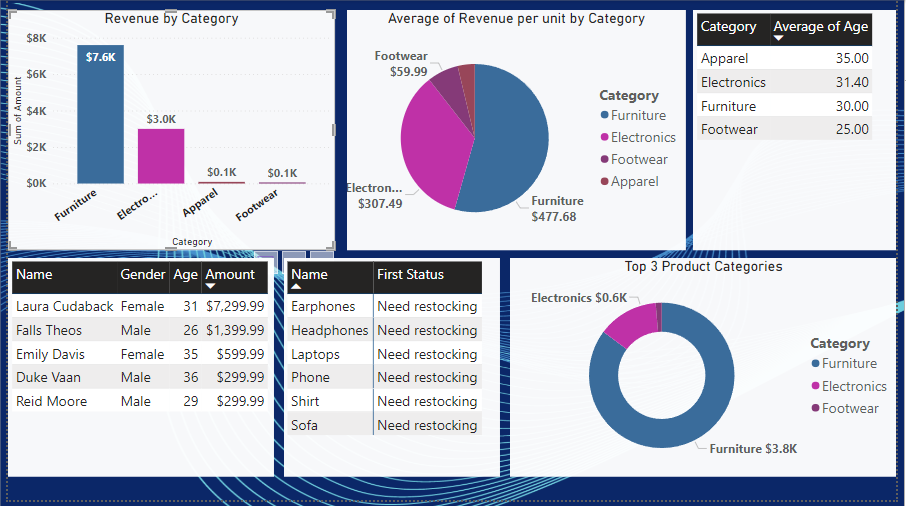 Revenue by Category
$8K
$6K
$4K
$2K
$0K
Sum of Amount
$7.6K
$3.0K
$0.1K
$0.1K
Furniture
Electro...
Apparel
Footwear
Category
Average of Revenue per unit by Category
Footwear
$59.99
Electron...
$307.49
Furniture
$477.68
Category
Furniture
Electronics
Footwear
Apparel
Category Average of Age
Apparel 35.00
Electronics 31.40
Furniture 30.00
Footwear 25.00
Name Gender Age Amount
Laura Cudaback Female 31 $7,299.99
Falls Theos Male 26 $1,399.99
Emily Davis Female 35 $599.99
Duke Vaan Male 36 $299.99
Reid Moore Male 29 $299.99
Name First Status
Earphones Need restocking
Headphones Need restocking
Laptops Need restocking
Phone Need restocking
Shirt Need restocking
Sofa Need restocking
Top 3 Product Categories
Electronics $0.6K
Furniture $3.8K
Category
Furniture
Electronics
Footwear